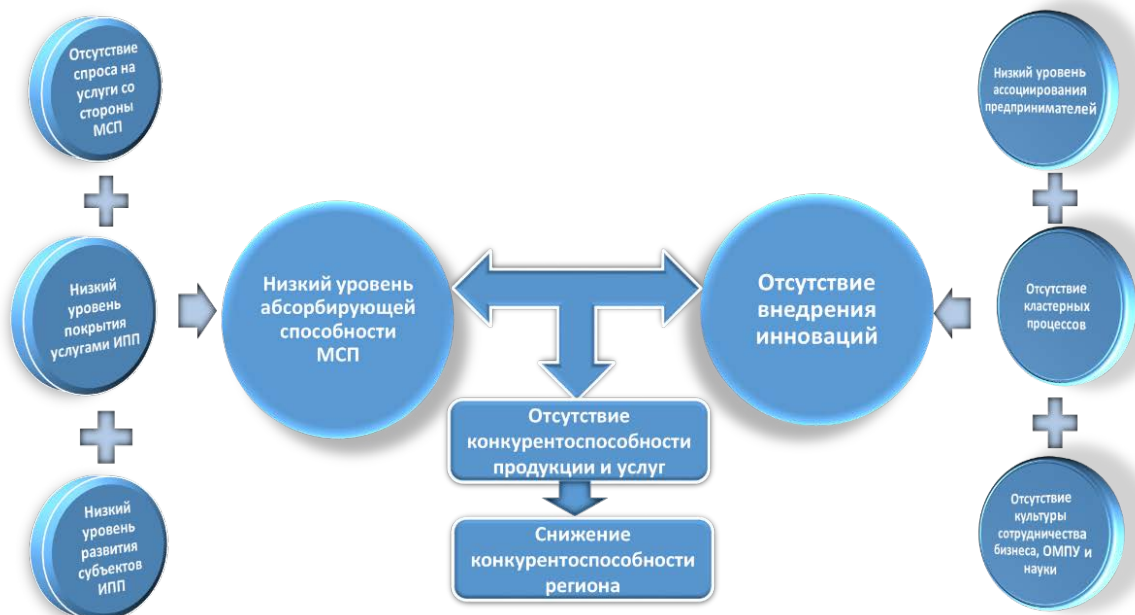 Отсутствие
спроса на
услуги со
стороны
МСП
Низкий
уровень
покрытия
услугами ИПП
Низкий
уровень
развития
субъектов
ИПП
Низкий уровень
абсорбирующей
способности
МСП
Отсутствие
внедрения
инноваций
Отсутствие
конкурентоспособности
продукции и услуг
Снижение
конкурентоспособности
региона
Низкий уровень
ассоциирования
предпринимателей
Отсутствие
кластерных
процессов
Отсутствие
культуры
сотрудничества
бизнеса, ОМПУ и
науки